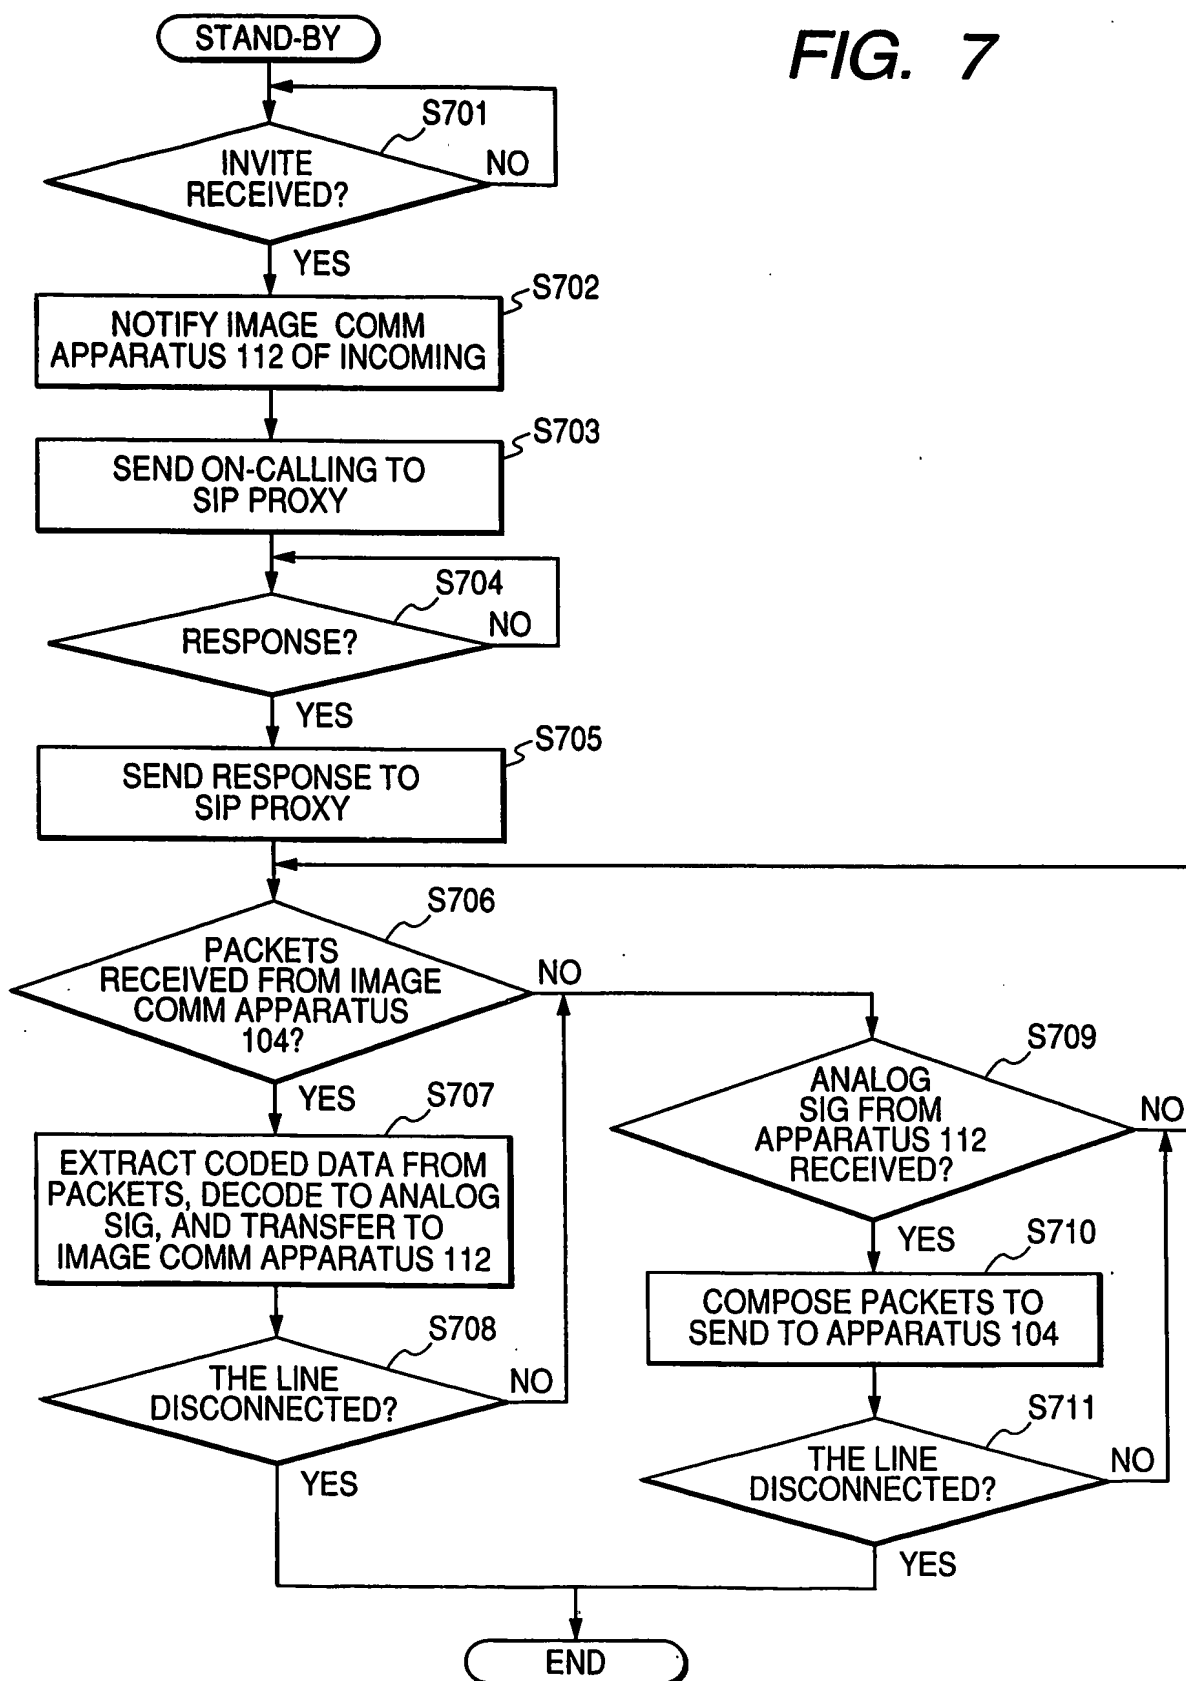 FIG. 7
STAND-BY
S701
INVITE
RECEIVED?
NO
YES
S702
NOTIFY IMAGE COMM
APPARATUS 112 OF INCOMING
S703
SEND ON-CALLING TO
SIP PROXY
S704
RESPONSE?
NO
YES
S705
SEND RESPONSE TO
SIP PROXY
S706
PACKETS
RECEIVED FROM IMAGE
COMM APPARATUS
104?
NO
YES
S707
EXTRACT CODED DATA FROM
PACKETS, DECODE TO ANALOG
SIG, AND TRANSFER TO
IMAGE COMM APPARATUS 112
S708
THE LINE
DISCONNECTED?
NO
YES
S709
ANALOG
SIG FROM
APPARATUS 112
RECEIVED?
NO
YES
S710
COMPOSE PACKETS TO
SEND TO APPARATUS 104
S711
THE LINE
DISCONNECTED?
NO
YES
END